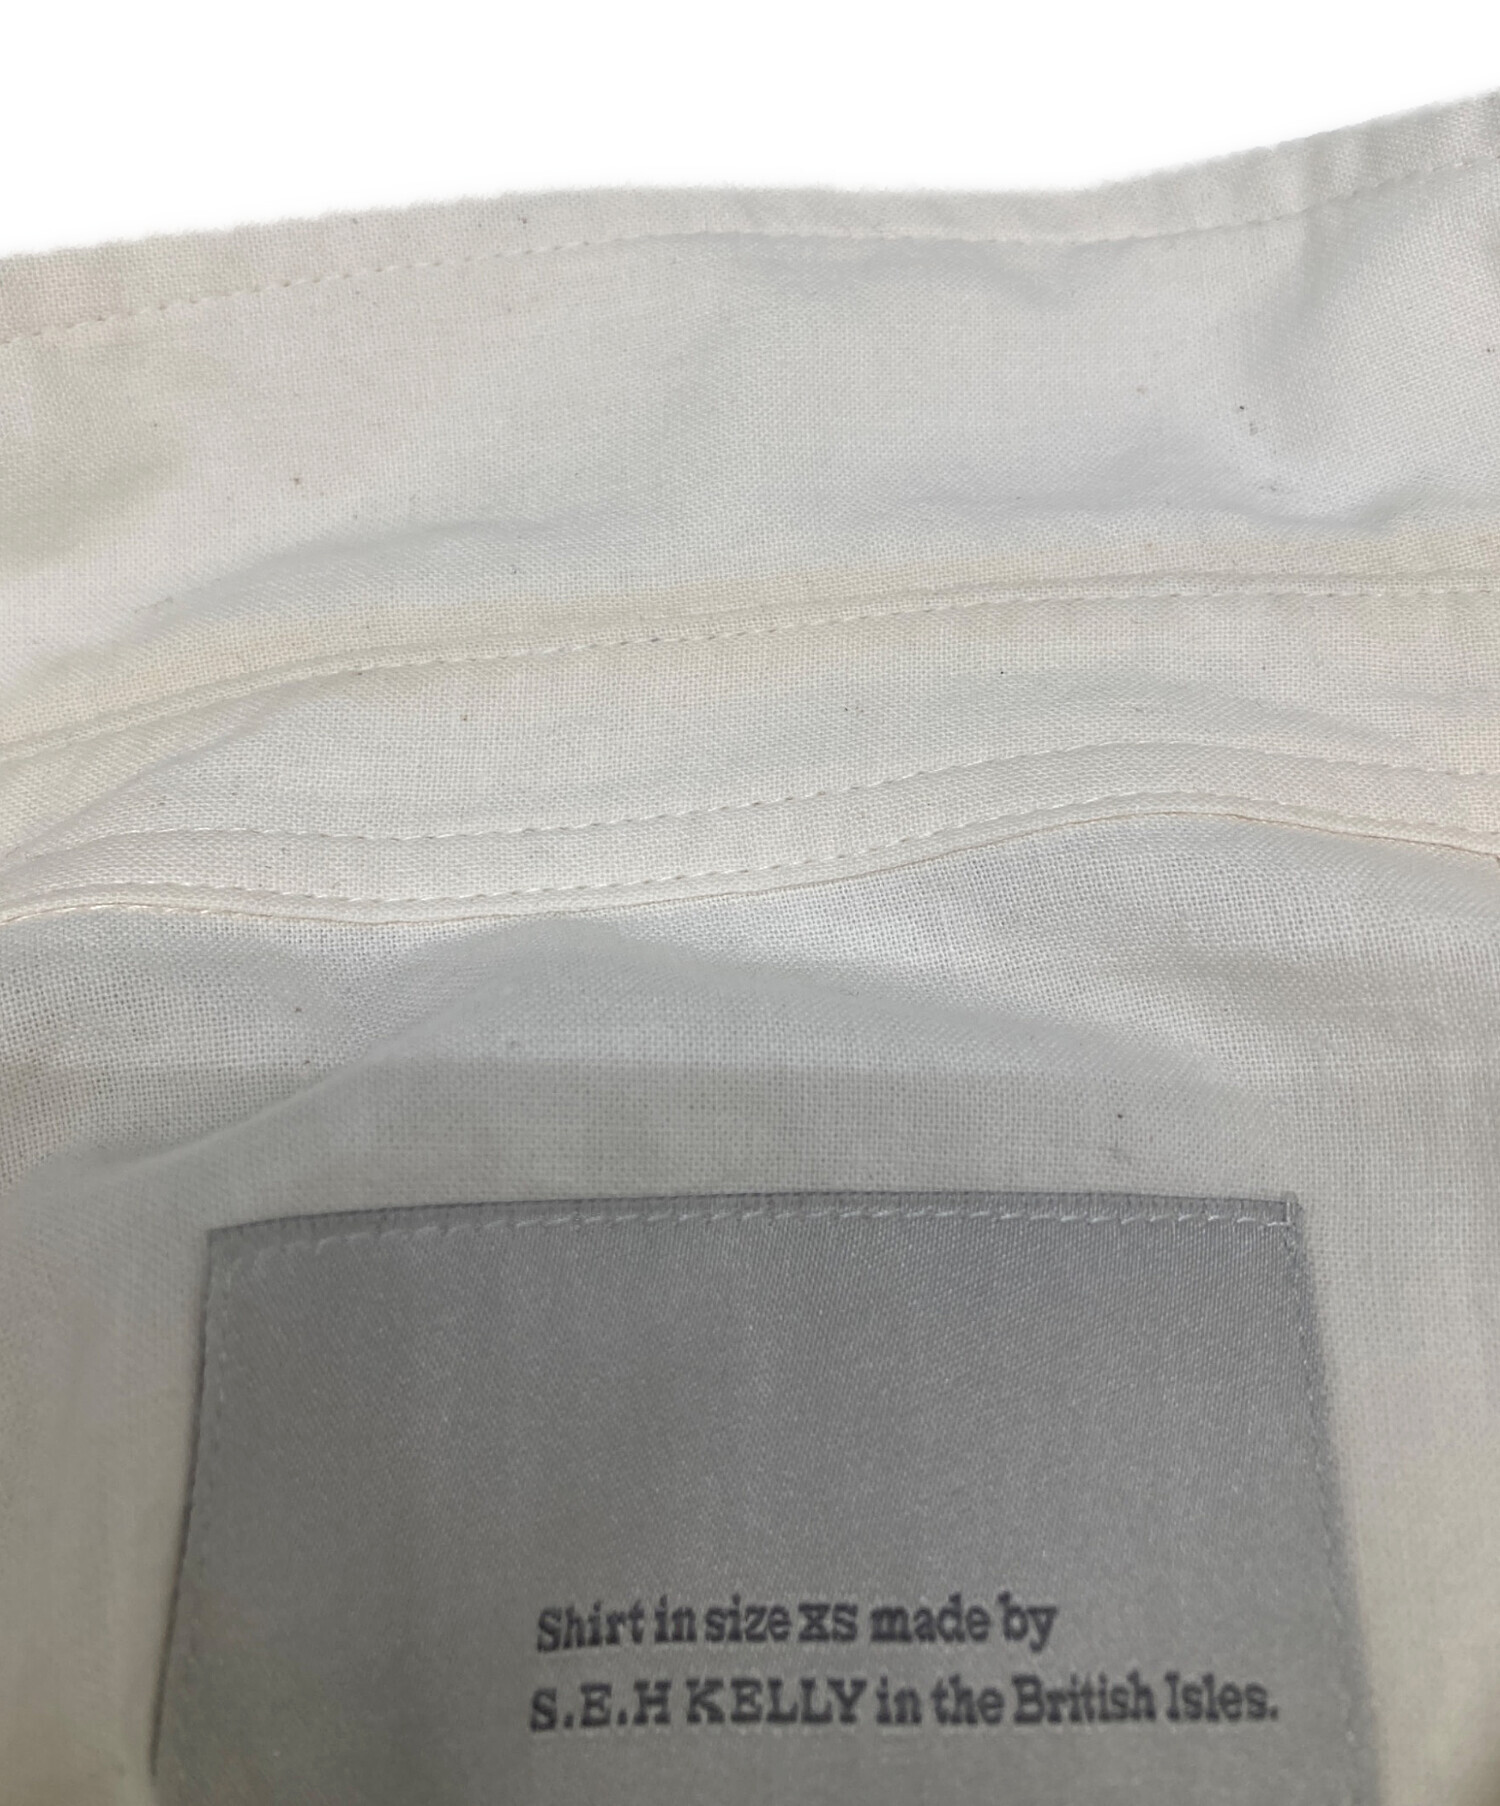 Shirt in size XS made by
S.E.H KELLY in the British Isles.